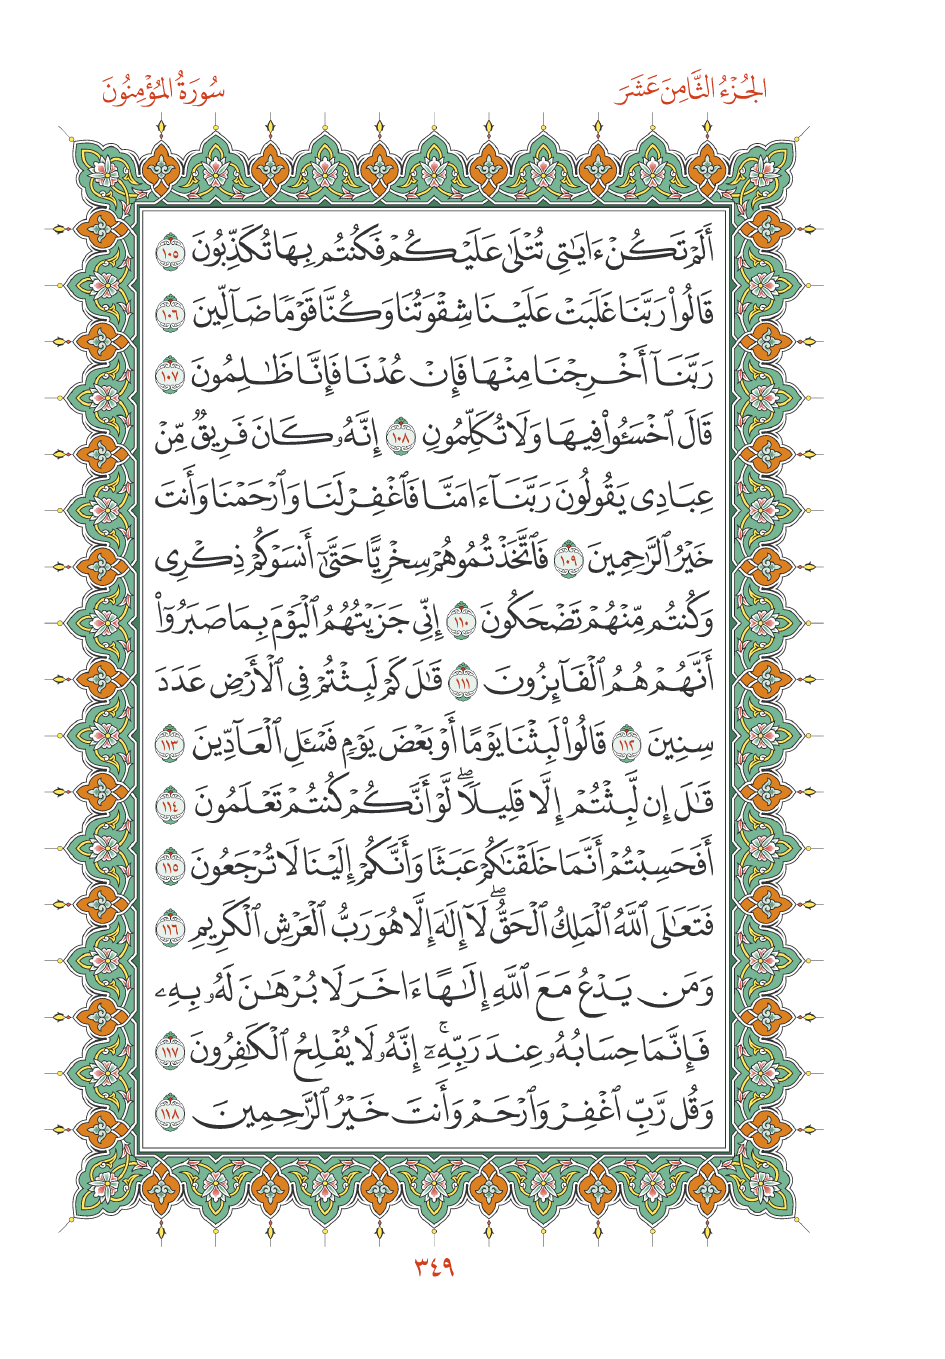 الجُزْءُ الثَّامِنَ عَشَرَ
سُورَةُ المُؤْمِنُونَ
أَلَمْ تَكُنْ ءَايَٰتِى تُتْلَىٰ عَلَيْكُمْ فَكُنتُم بِهَا تُكَذِّبُونَ ١٠٥
قَالُوا۟ رَبَّنَا غَلَبَتْ عَلَيْنَا شِقْوَتُنَا وَكُنَّا قَوْمًا ضَآلِّينَ ١٠٦
رَبَّنَآ أَخْرِجْنَا مِنْهَا فَإِنْ عُدْنَا فَإِنَّا ظَٰلِمُونَ ١٠٧
قَالَ ٱخْسَـُٔوا۟ فِيهَا وَلَا تُكَلِّمُونِ ١٠٨ إِنَّهُۥ كَانَ فَرِيقٌ مِّنْ
عِبَادِى يَقُولُونَ رَبَّنَآ ءَامَنَّا فَٱغْفِرْ لَنَا وَٱرْحَمْنَا وَأَنتَ
خَيْرُ ٱلرَّٰحِمِينَ ١٠٩ فَٱتَّخَذْتُمُوهُمْ سِخْرِيًّا حَتَّىٰٓ أَنسَوْكُمْ ذِكْرِى
وَكُنتُم مِّنْهُمْ تَضْحَكُونَ ١١٠ إِنِّى جَزَيْتُهُمُ ٱلْيَوْمَ بِمَا صَبَرُوٓا۟
أَنَّهُمْ هُمُ ٱلْفَآئِزُونَ ١١١ قَٰلَ كَمْ لَبِثْتُمْ فِى ٱلْأَرْضِ عَدَدَ
سِنِينَ ١١٢ قَالُوا۟ لَبِثْنَا يَوْمًا أَوْ بَعْضَ يَوْمٍ فَسْـَٔلِ ٱلْعَآدِّينَ ١١٣
قَٰلَ إِن لَّبِثْتُمْ إِلَّا قَلِيلًا ۖ لَّوْ أَنَّكُمْ كُنتُمْ تَعْلَمُونَ ١١٤
أَفَحَسِبْتُمْ أَنَّمَا خَلَقْنَٰكُمْ عَبَثًا وَأَنَّكُمْ إِلَيْنَا لَا تُرْجَعُونَ ١١٥
فَتَعَٰلَى ٱللَّهُ ٱلْمَلِكُ ٱلْحَقُّ ۖ لَآ إِلَٰهَ إِلَّا هُوَ رَبُّ ٱلْعَرْشِ ٱلْكَرِيمِ ١١٦
وَمَن يَدْعُ مَعَ ٱللَّهِ إِلَٰهًا ءَاخَرَ لَا بُرْهَٰنَ لَهُۥ بِهِۦ
فَإِنَّمَا حِسَابُهُۥ عِندَ رَبِّهِۦٓ ۚ إِنَّهُۥ لَا يُفْلِحُ ٱلْكَٰفِرُونَ ١١٧
وَقُل رَّبِّ ٱغْفِرْ وَٱرْحَمْ وَأَنتَ خَيْرُ ٱلرَّٰحِمِينَ ١١٨
٣٤٩